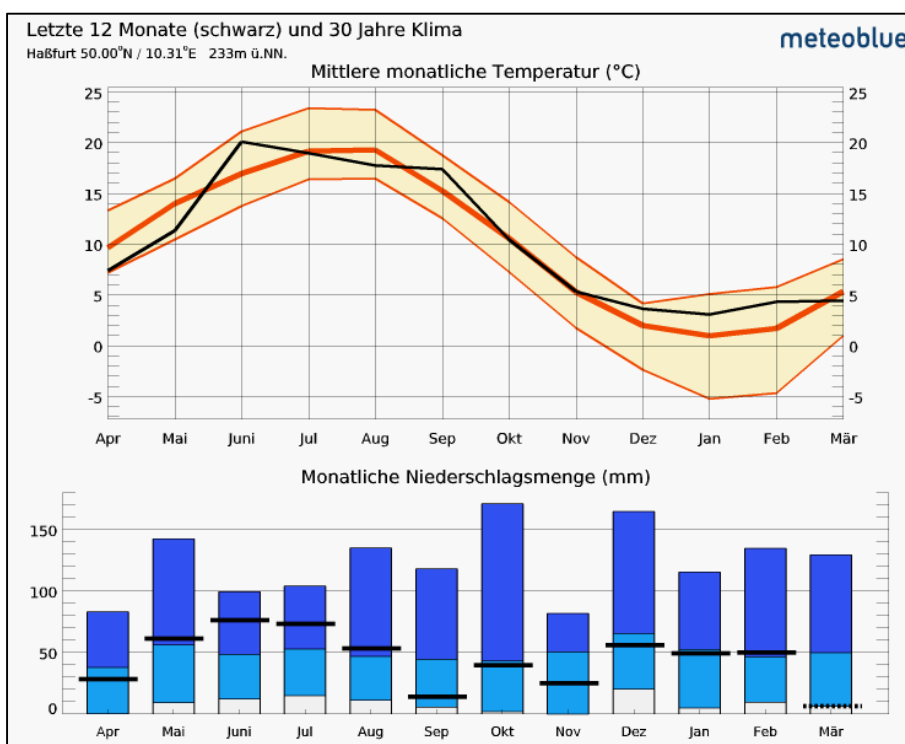 Letzte 12 Monate (schwarz) und 30 Jahre Klima
Haßfurt 50.00°N / 10.31°E 233m ü.NN.
meteoblue
Mittlere monatliche Temperatur (°C)
25 25
20 20
15 15
10 10
5 5
0 0
-5 -5
Apr Mai Juni Jul Aug Sep Okt Nov Dez Jan Feb Mär
Monatliche Niederschlagsmenge (mm)
150
100
50
0
Apr Mai Juni Jul Aug Sep Okt Nov Dez Jan Feb Mär